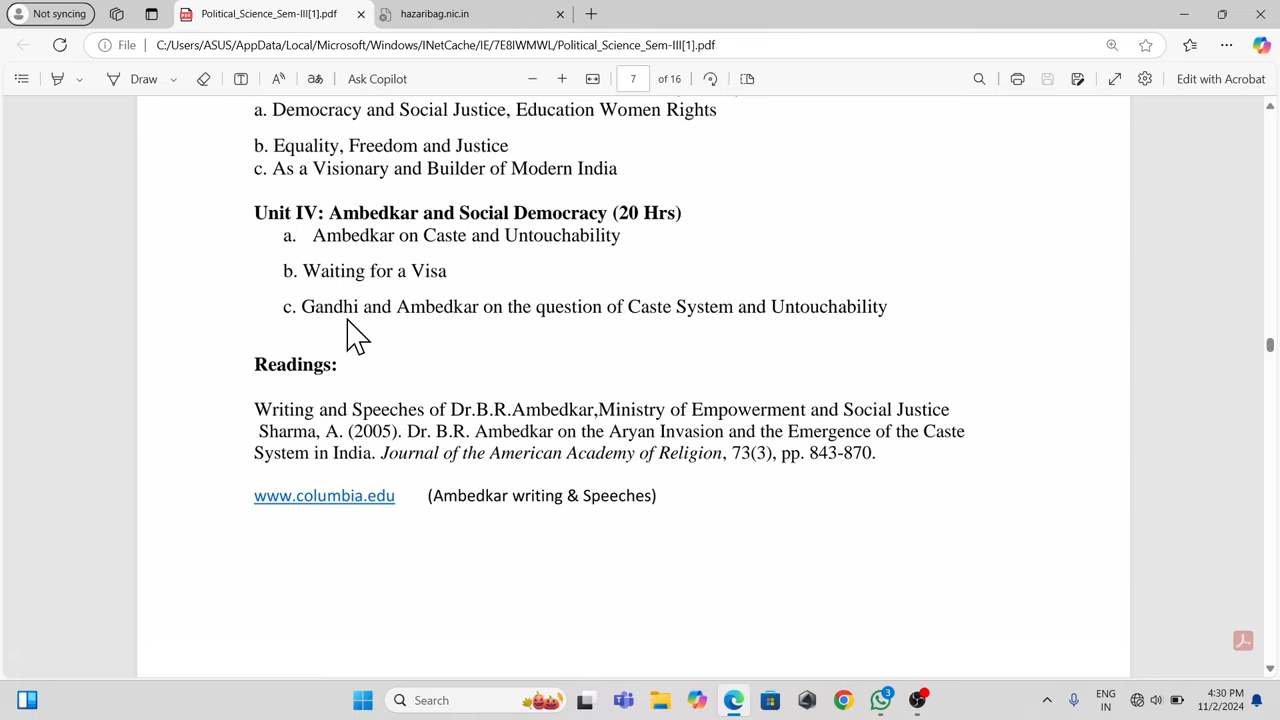 Not syncing
Political_Science_Sem-III[1].pdf
hazaribag.nic.in
File
C:/Users/ASUS/AppData/Local/Microsoft/Windows/INetCache/IE/7E8IWMWL/Political_Science_Sem-III[1].pdf
Draw
Ask Copilot
7 of 16
Edit with Acrobat
a. Democracy and Social Justice, Education Women Rights
b. Equality, Freedom and Justice
c. As a Visionary and Builder of Modern India
Unit IV: Ambedkar and Social Democracy (20 Hrs)
a. Ambedkar on Caste and Untouchability
b. Waiting for a Visa
c. Gandhi and Ambedkar on the question of Caste System and Untouchability
Readings:
Writing and Speeches of Dr.B.R.Ambedkar,Ministry of Empowerment and Social Justice
Sharma, A. (2005). Dr. B.R. Ambedkar on the Aryan Invasion and the Emergence of the Caste
System in India. Journal of the American Academy of Religion, 73(3), pp. 843-870.
www.columbia.edu (Ambedkar writing & Speeches)
Search
3
ENG
IN
4:30 PM
11/2/2024